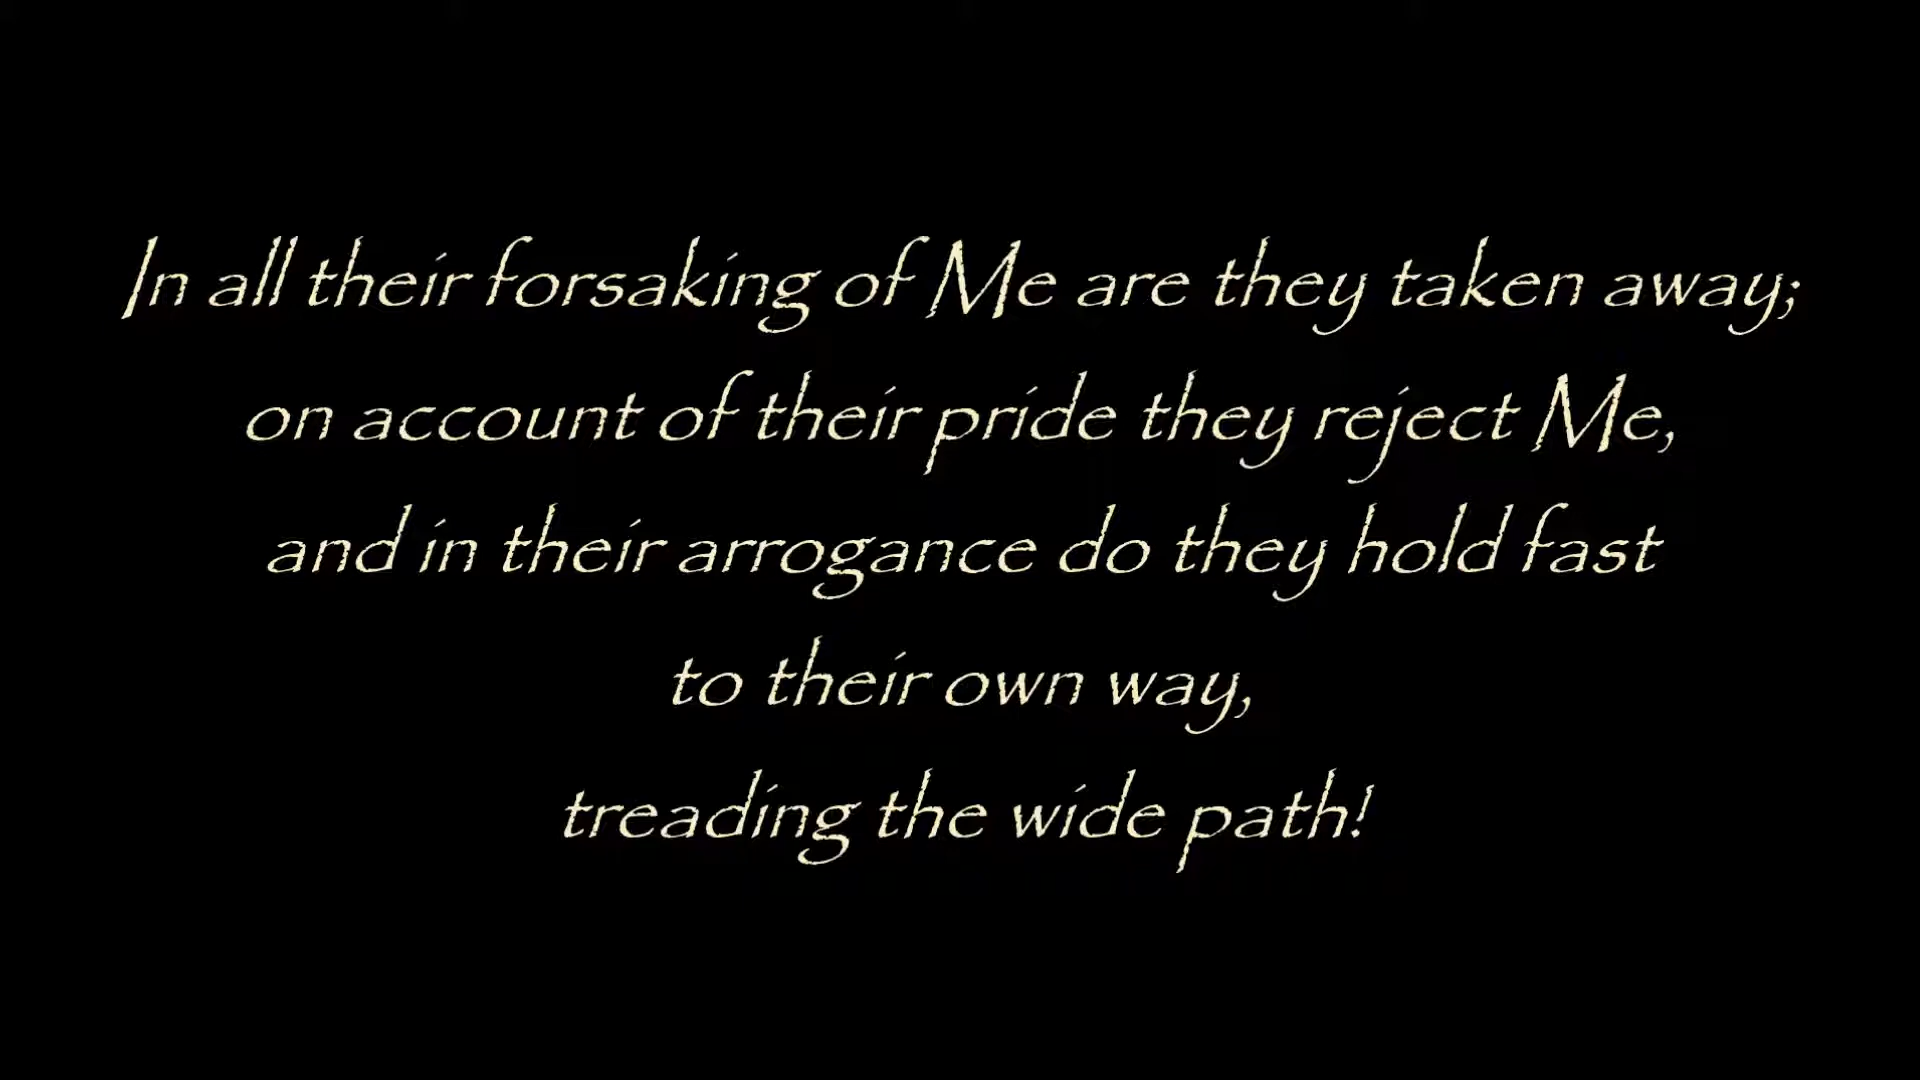 In all their forsaking of Me are they taken away;
on account of their pride they reject Me,
and in their arrogance do they hold fast
to their own way,
treading the wide path!